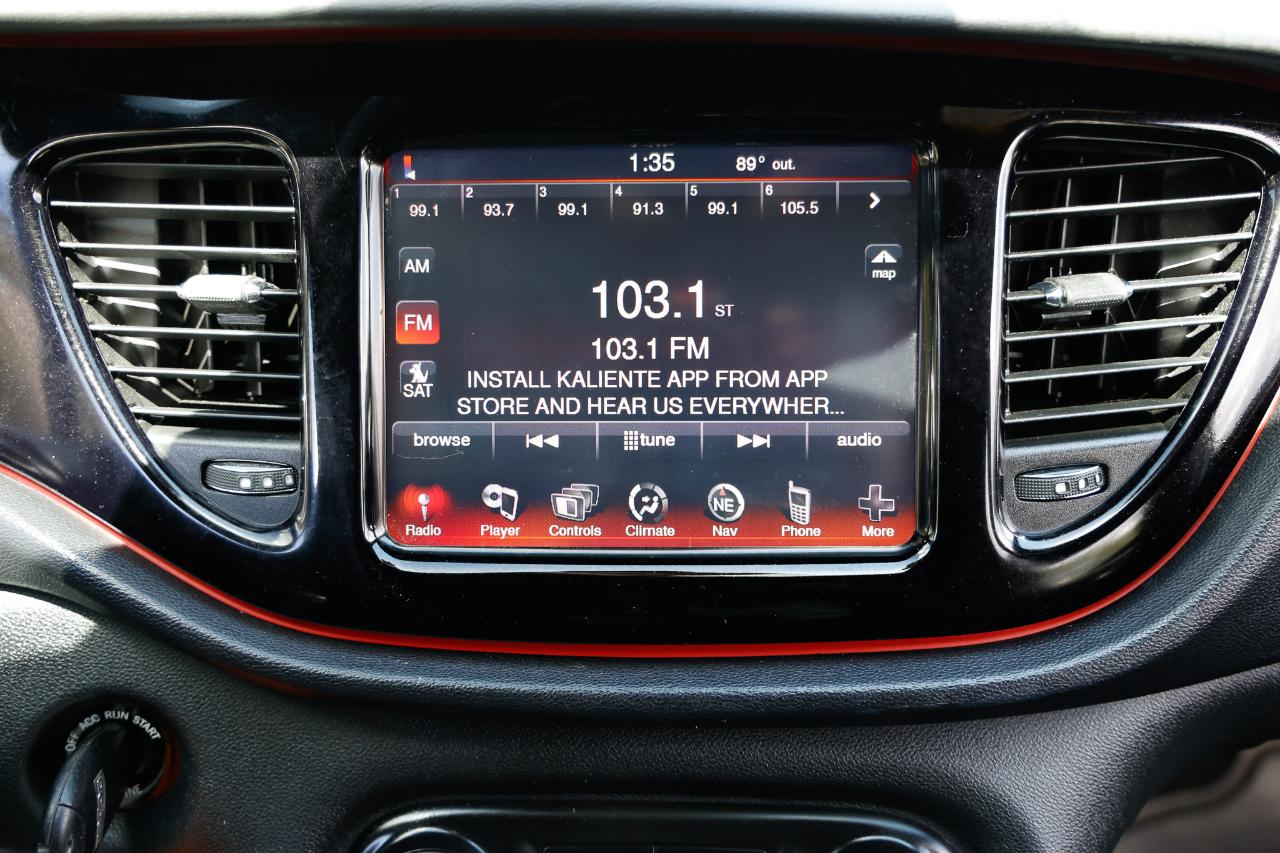 1:35 89° out.
1 2 3 4 5 6
99.1 93.7 99.1 91.3 99.1 105.5 >
AM
map
103.1 ST
FM
103.1 FM
SAT
INSTALL KALIENTE APP FROM APP
STORE AND HEAR US EVERYWHER...
browse tune audio
NE
Radio Player Controls Climate Nav Phone More
OFF ACC RUN START